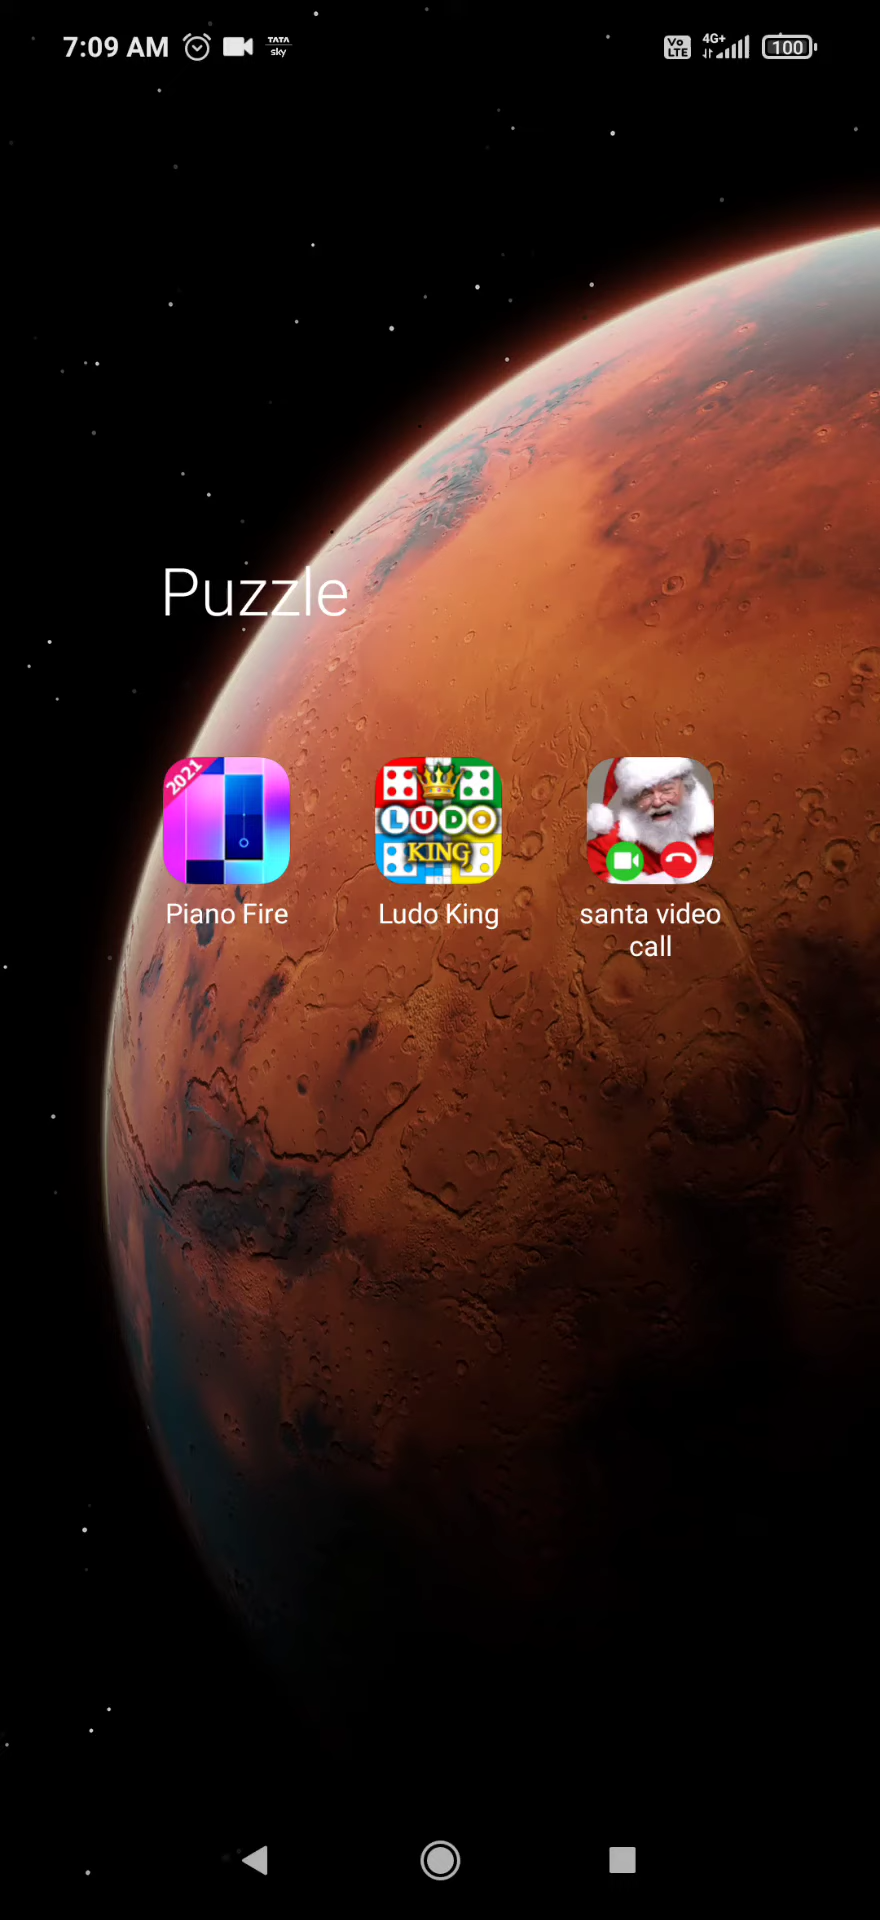 7:09 AM TATA sky Vo LTE 4G+ 100
Puzzle
2021
LUDO
KING
Piano Fire Ludo King santa video call